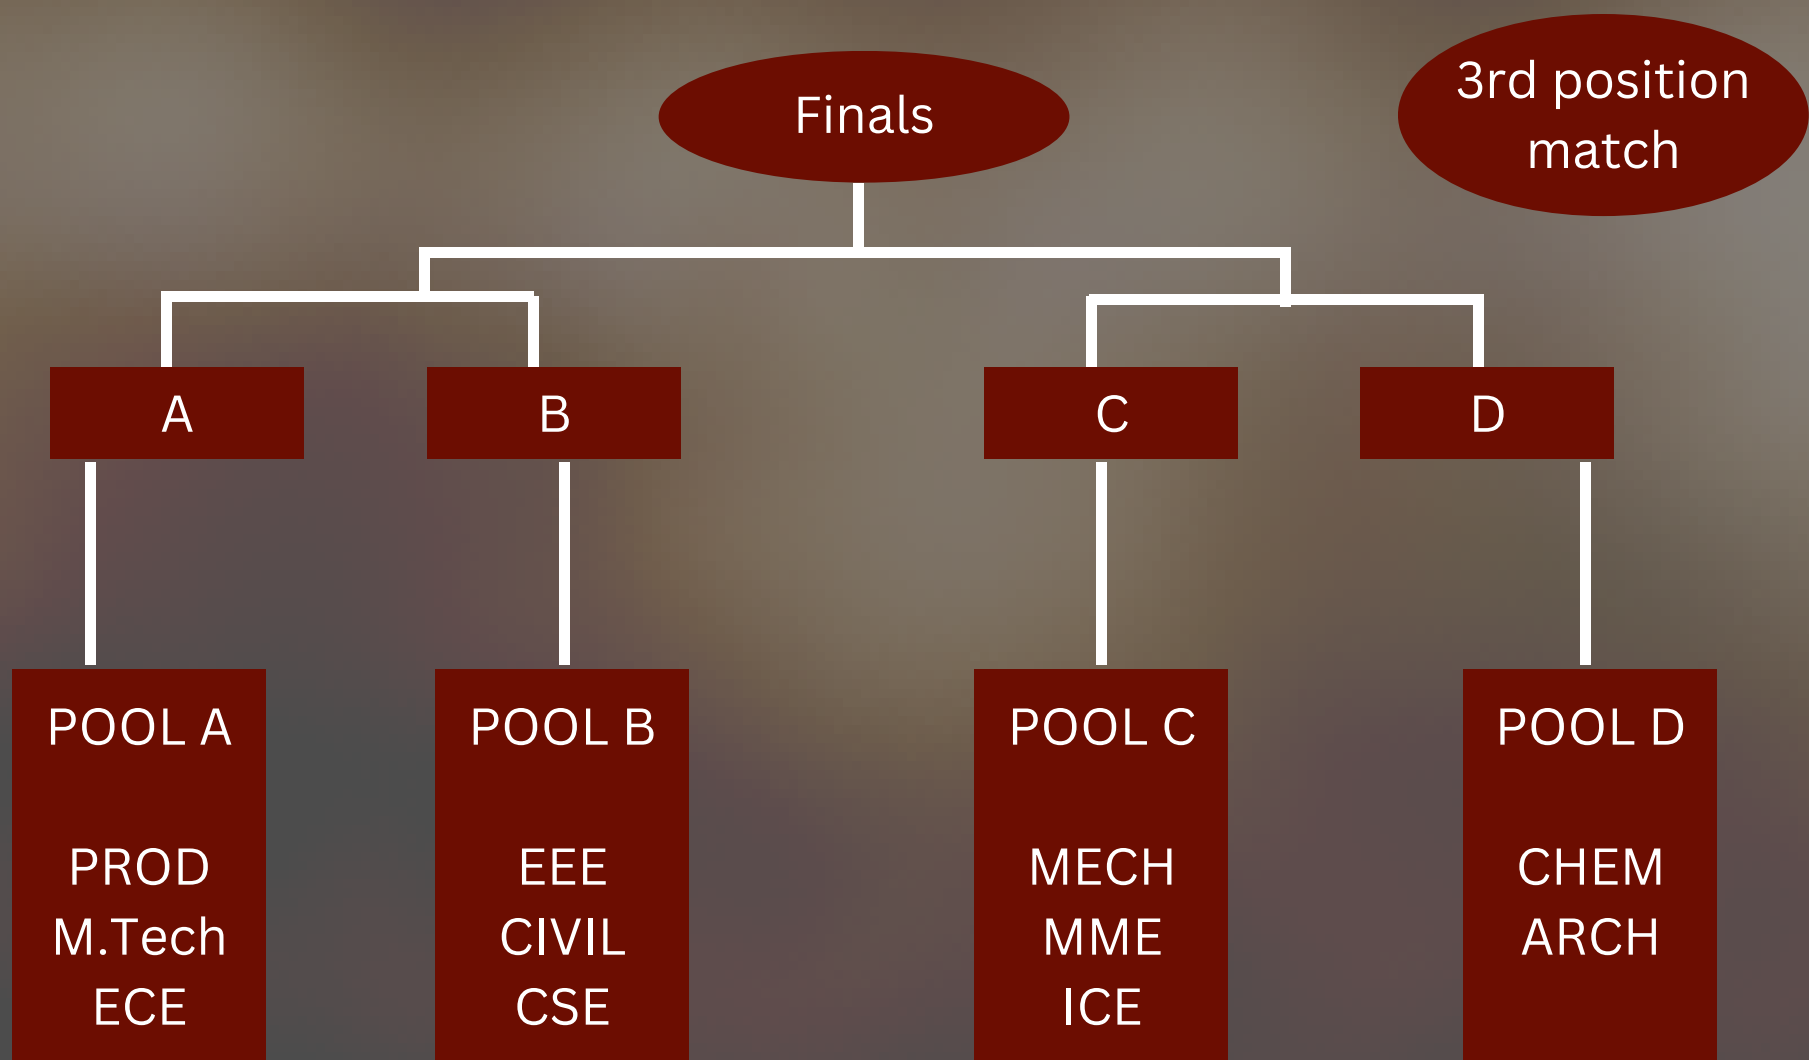 Finals
3rd position
match
A
B
C
D
POOL A
PROD
M.Tech
ECE
POOL B
EEE
CIVIL
CSE
POOL C
MECH
MME
ICE
POOL D
CHEM
ARCH